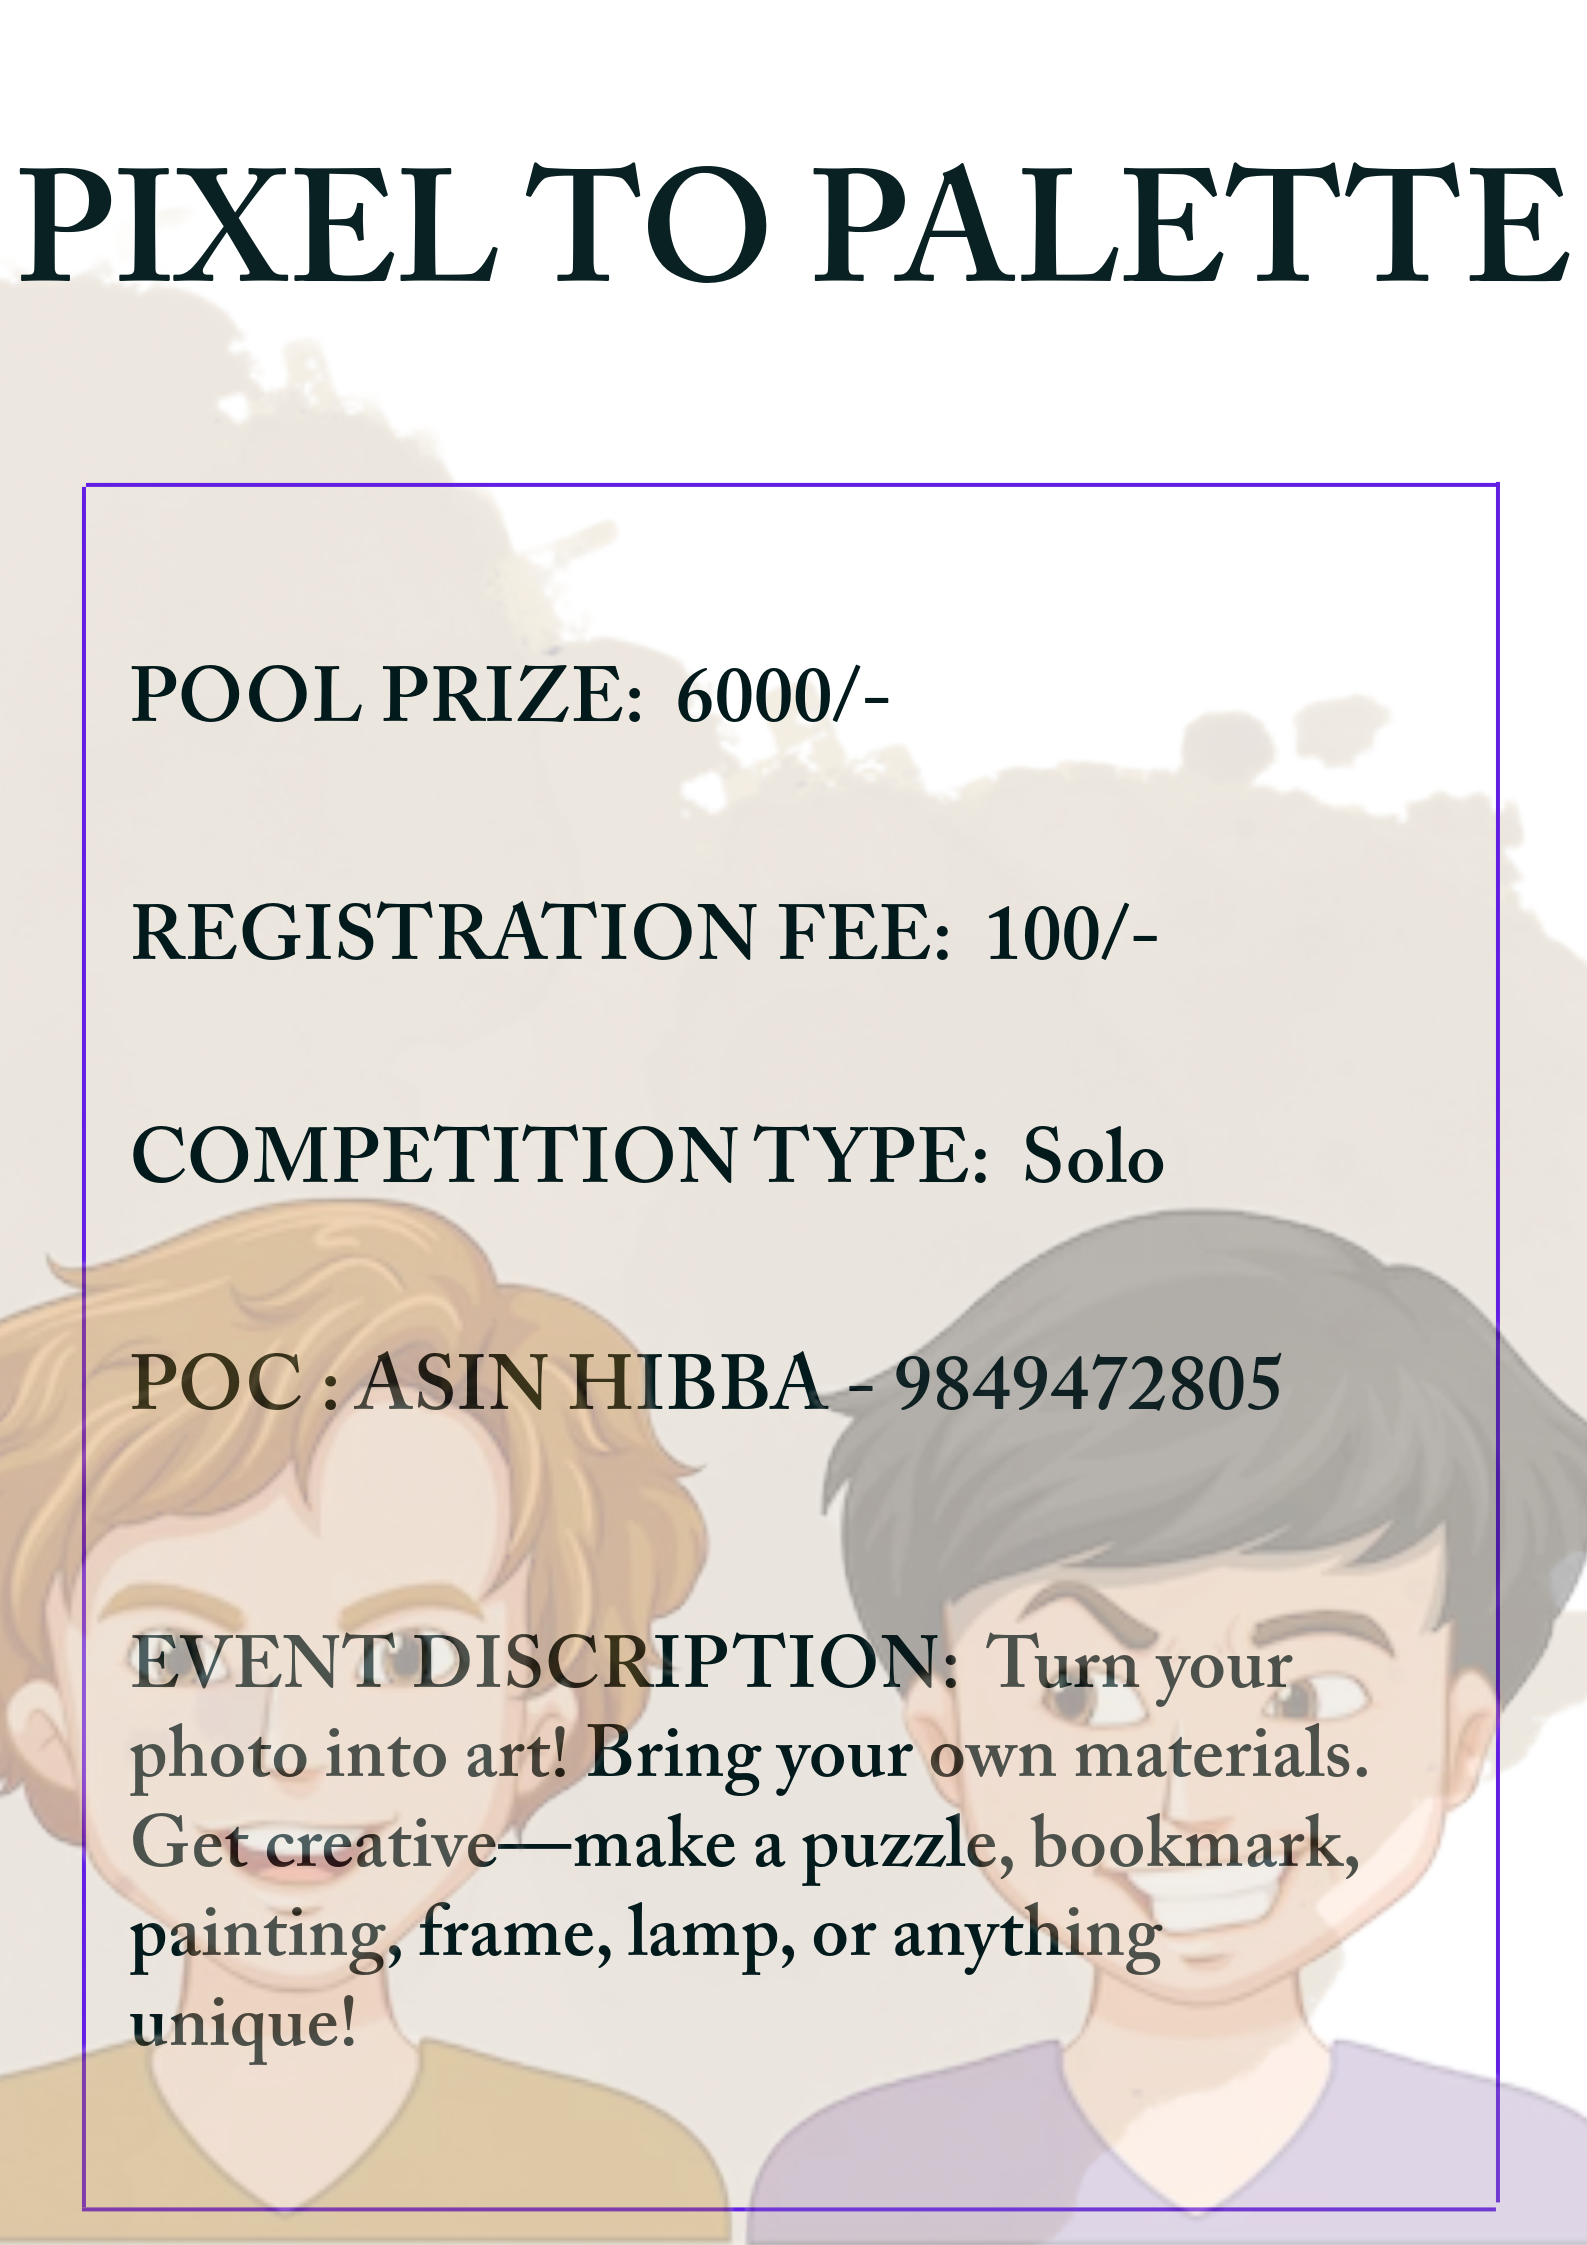 PIXEL TO PALETTE
POOL PRIZE: 6000/-
REGISTRATION FEE: 100/-
COMPETITION TYPE: Solo
POC : ASIN HIBBA - 9849472805
EVENT DISCRIPTION: Turn your
photo into art! Bring your own materials.
Get creative—make a puzzle, bookmark,
painting, frame, lamp, or anything
unique!